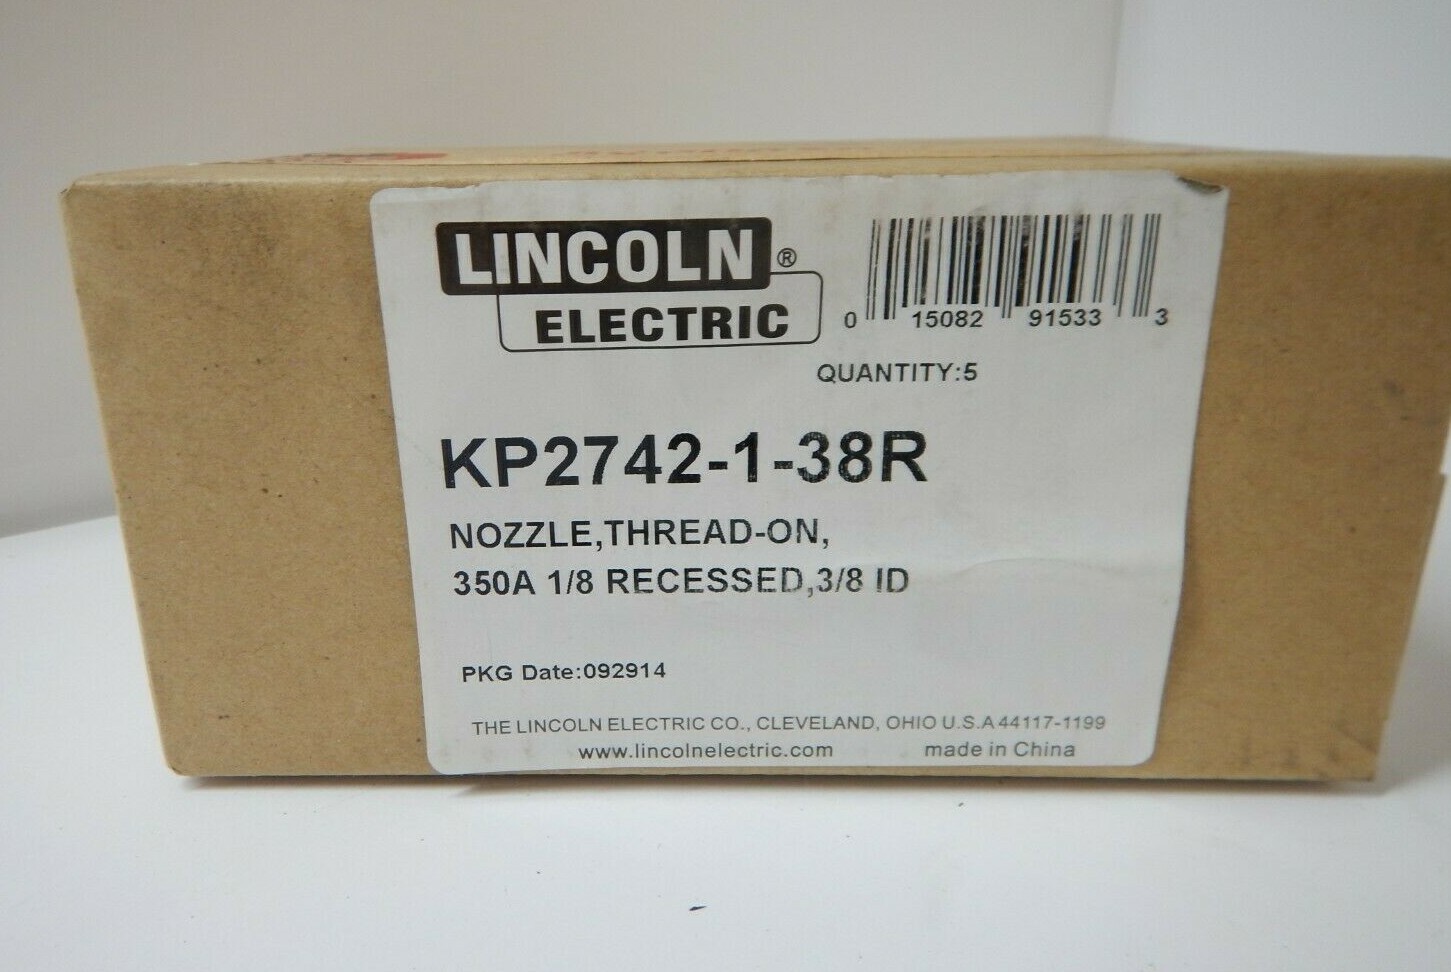 LINCOLN®
ELECTRIC
0 15082 91533 3
QUANTITY:5
KP2742-1-38R
NOZZLE,THREAD-ON,
350A 1/8 RECESSED,3/8 ID
PKG Date:092914
THE LINCOLN ELECTRIC CO., CLEVELAND, OHIO U.S.A 44117-1199
www.lincolnelectric.com made in China